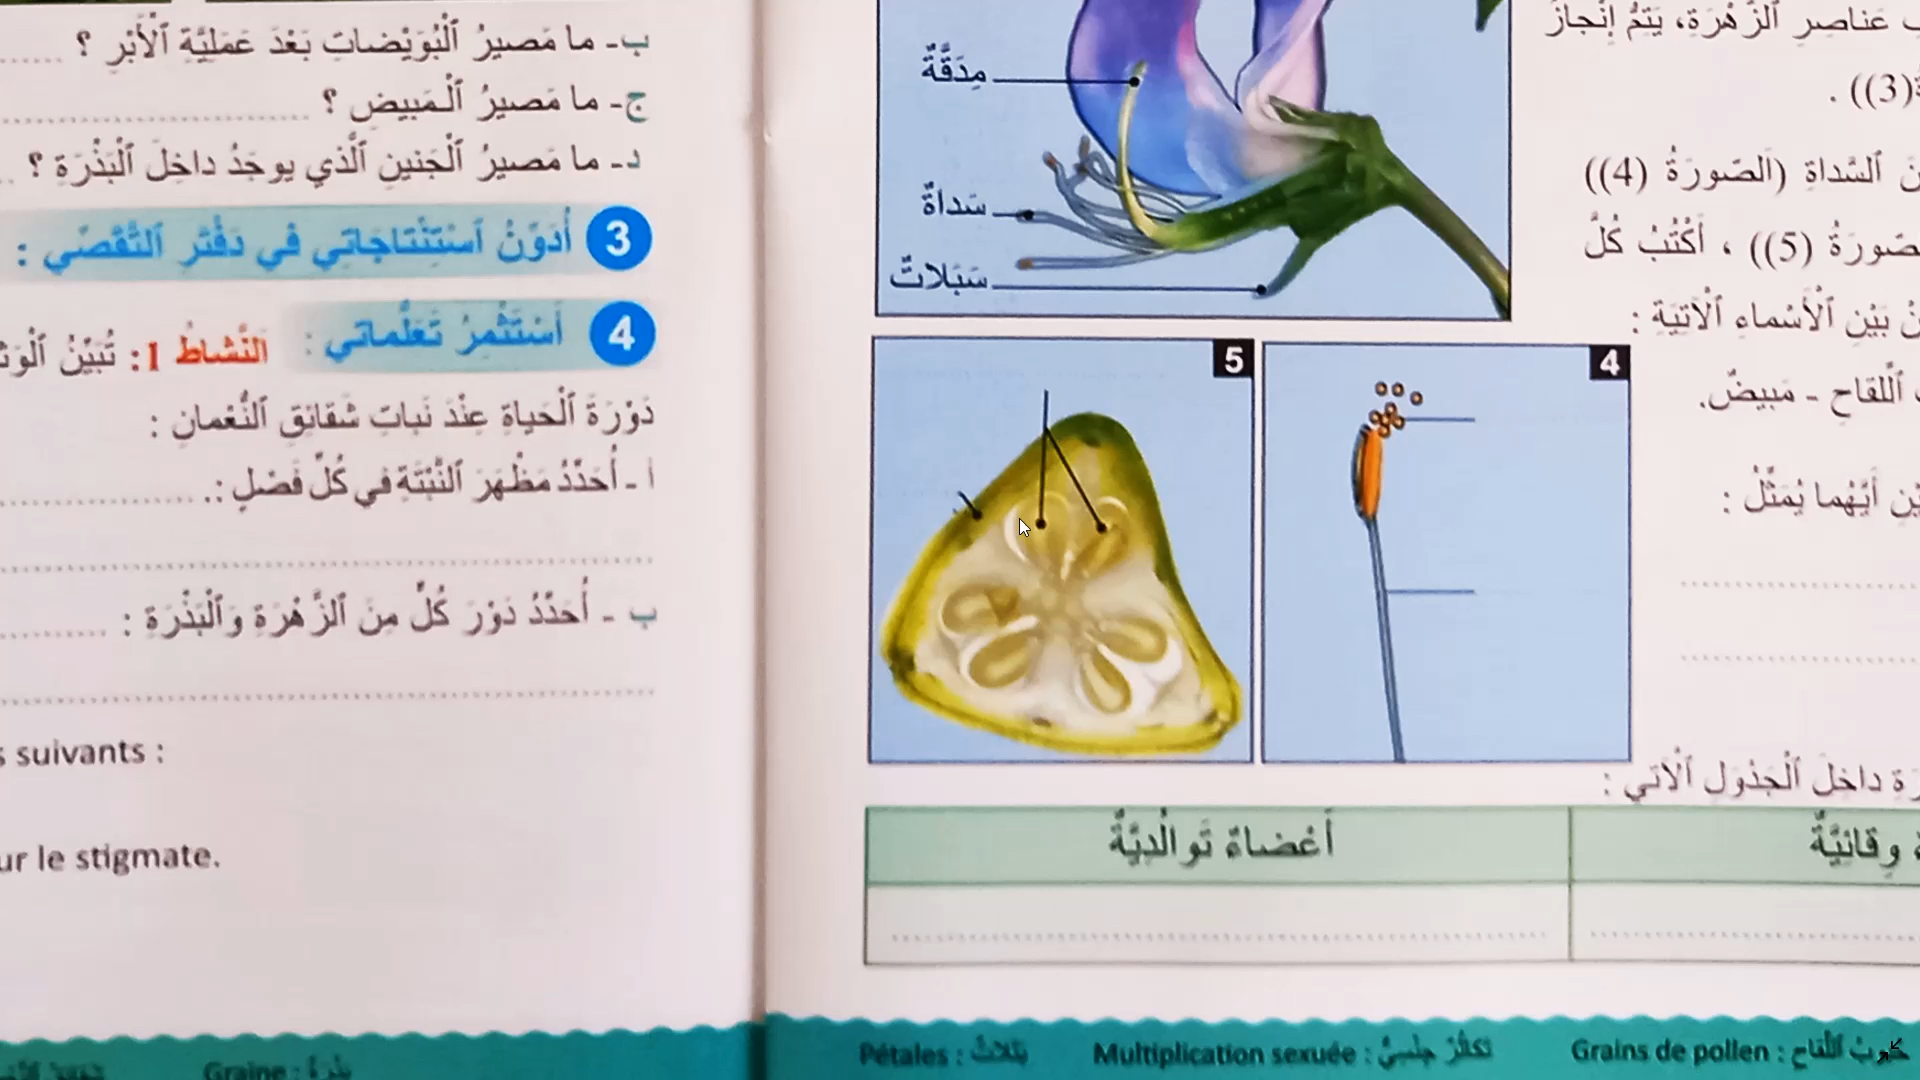 عَناصِرِ ٱلزَّهْرَةِ، يَتِمُّ إِنْجازُ
((3)) .
ٱلسَّداةِ (ٱلصّورَةُ (4))
(5)) ، أَكْتُبُ كُلَّ
بَيْنِ ٱلْأَسْماءِ ٱلْآتِيَةِ :
ٱللِّقاحِ - مَبيضٌ.
أَيَّهُما يُمَثِّلُ :
مِدَقَّةٌ
سَداةٌ
سَبَلاتٌ
5
4
داخِلَ ٱلْجَدْوَلِ ٱلْآتي :
وِقائِيَّةٌ
أَعْضاءٌ تَوالُدِيَّةٌ
Grains de pollen : حُبوبُ ٱللِّقاحِ
Multiplication sexuée : تَكاثُرٌ جِنْسِيٌّ
Pétales : بَتَلاتٌ
ب- ما مَصيرُ ٱلْبُوَيْضاتِ بَعْدَ عَمَلِيَّةِ ٱلْأَبْرِ ؟
ج- ما مَصيرُ ٱلْمَبيضِ ؟
د- ما مَصيرُ ٱلْجَنينِ ٱلَّذي يوجَدُ داخِلَ ٱلْبَذْرَةِ ؟
3 أُدَوِّنُ ٱسْتِنْتاجاتي في دَفْتَرِ ٱلتَّقَصّي :
4 أَسْتَثْمِرُ تَعَلُّماتي : ٱلنَّشاطُ 1: تُبَيِّنُ
دَوْرَةَ ٱلْحَياةِ عِنْدَ نَباتِ شَقائِقِ ٱلنُّعْمانِ :
أ - أُحَدِّدُ مَظْهَرَ ٱلنَّبْتَةِ في كُلِّ فَصْلٍ :
ب - أُحَدِّدُ دَوْرَ كُلٍّ مِنَ ٱلزَّهْرَةِ وَٱلْبَذْرَةِ :
suivants :
le stigmate.
Graine : بِذْرَةٌ